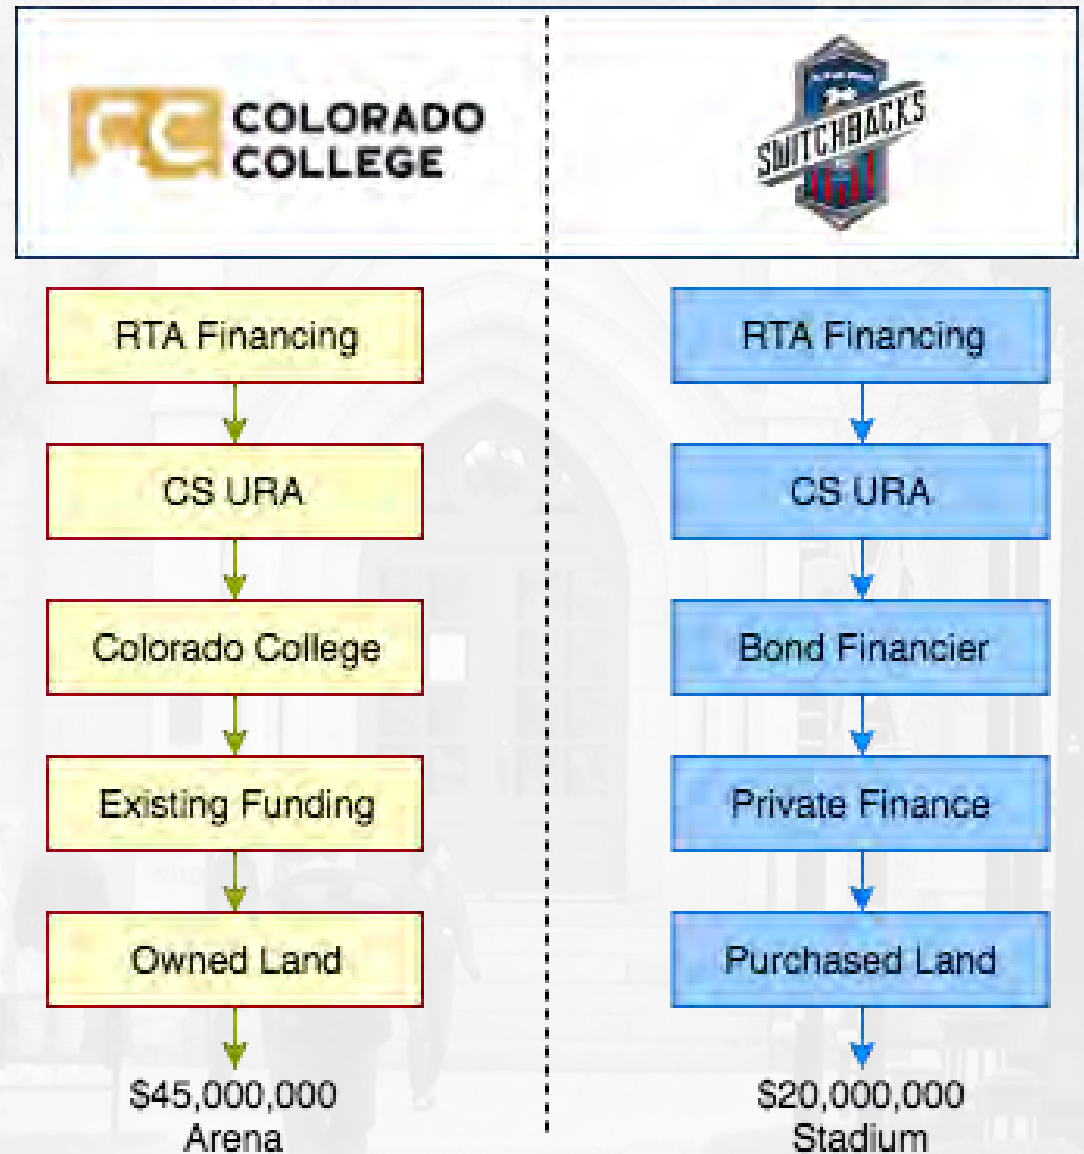 CC COLORADO
COLLEGE
SWITCHBACKS
RTA Financing
CS URA
Colorado College
Existing Funding
Owned Land
$45,000,000
Arena
RTA Financing
CS URA
Bond Financier
Private Finance
Purchased Land
$20,000,000
Stadium